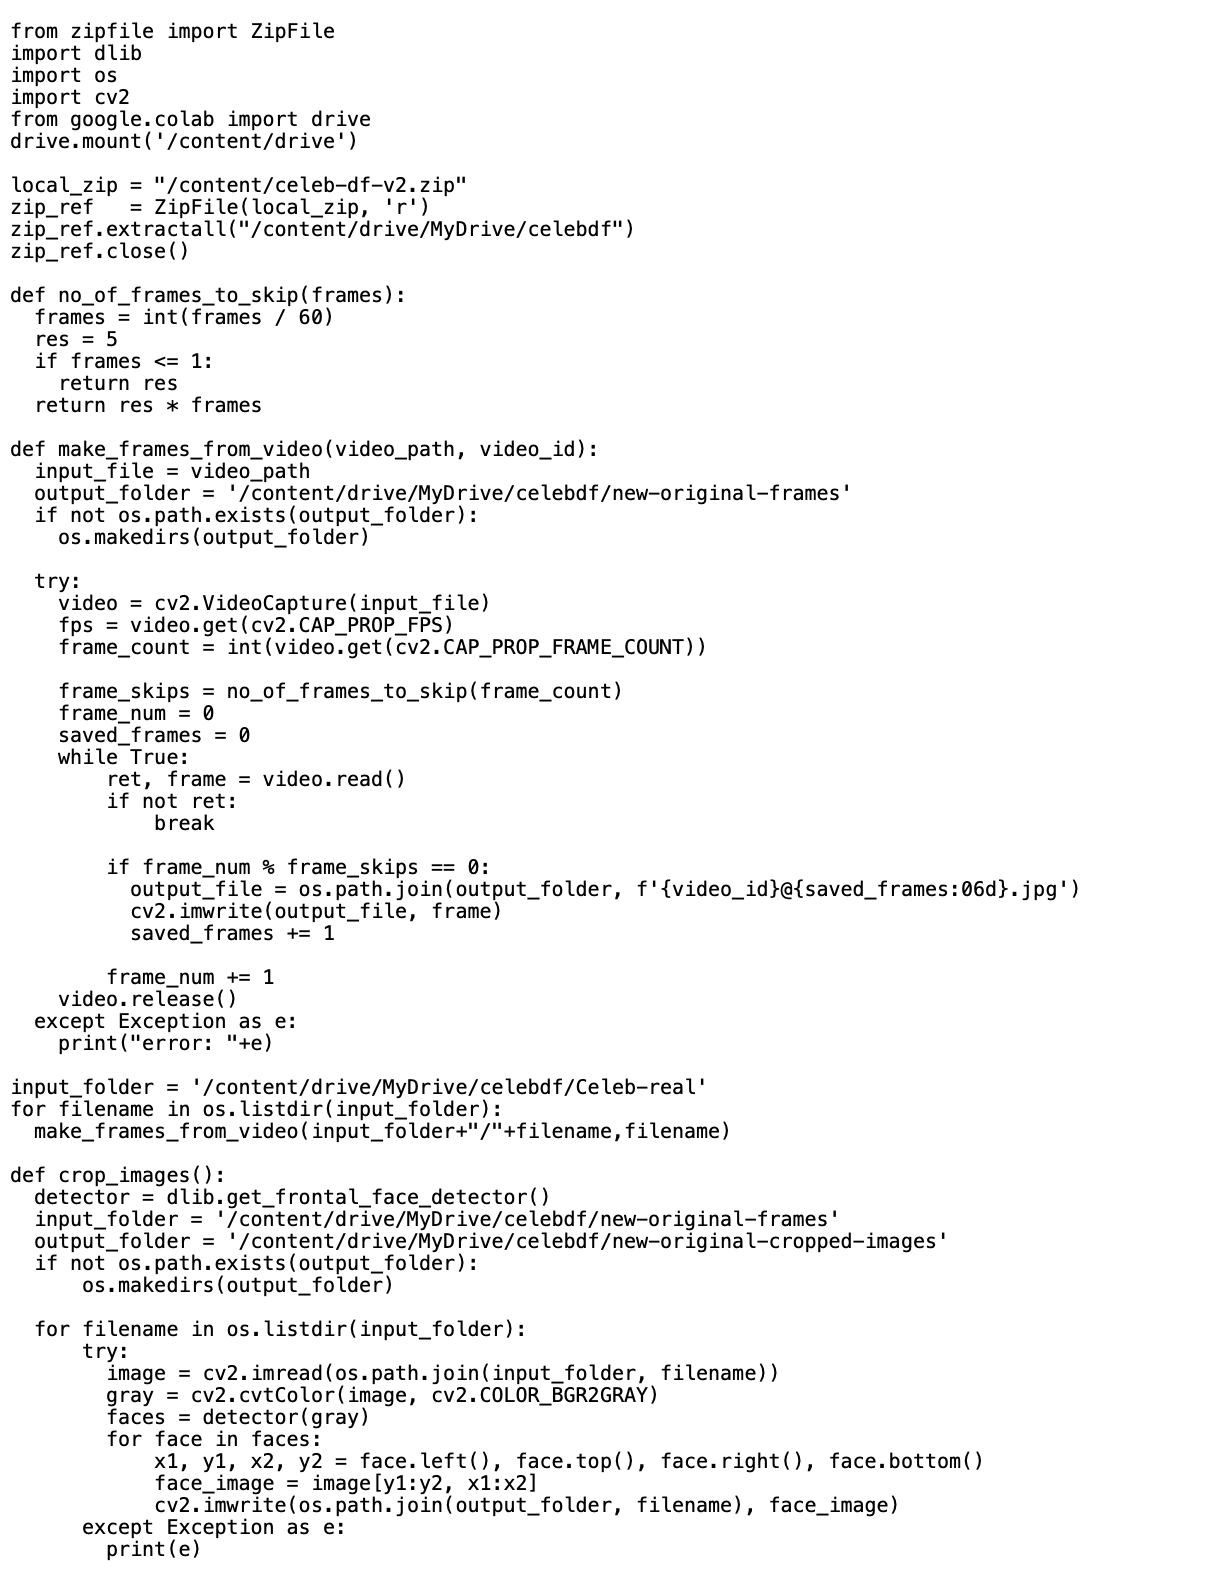 from zipfile import ZipFile
import dlib
import os
import cv2
from google.colab import drive
drive.mount('/content/drive')

local_zip = "/content/celeb-df-v2.zip"
zip_ref   = ZipFile(local_zip, 'r')
zip_ref.extractall("/content/drive/MyDrive/celebdf")
zip_ref.close()

def no_of_frames_to_skip(frames):
  frames = int(frames / 60)
  res = 5
  if frames <= 1:
    return res
  return res * frames

def make_frames_from_video(video_path, video_id):
  input_file = video_path
  output_folder = '/content/drive/MyDrive/celebdf/new-original-frames'
  if not os.path.exists(output_folder):
    os.makedirs(output_folder)

  try:
    video = cv2.VideoCapture(input_file)
    fps = video.get(cv2.CAP_PROP_FPS)
    frame_count = int(video.get(cv2.CAP_PROP_FRAME_COUNT))

    frame_skips = no_of_frames_to_skip(frame_count)
    frame_num = 0
    saved_frames = 0
    while True:
        ret, frame = video.read()
        if not ret:
            break

        if frame_num % frame_skips == 0:
          output_file = os.path.join(output_folder, f'{video_id}@{saved_frames:06d}.jpg')
          cv2.imwrite(output_file, frame)
          saved_frames += 1

        frame_num += 1
    video.release()
  except Exception as e:
    print("error: "+e)

input_folder = '/content/drive/MyDrive/celebdf/Celeb-real'
for filename in os.listdir(input_folder):
  make_frames_from_video(input_folder+"/"+filename,filename)

def crop_images():
  detector = dlib.get_frontal_face_detector()
  input_folder = '/content/drive/MyDrive/celebdf/new-original-frames'
  output_folder = '/content/drive/MyDrive/celebdf/new-original-cropped-images'
  if not os.path.exists(output_folder):
      os.makedirs(output_folder)

  for filename in os.listdir(input_folder):
      try:
        image = cv2.imread(os.path.join(input_folder, filename))
        gray = cv2.cvtColor(image, cv2.COLOR_BGR2GRAY)
        faces = detector(gray)
        for face in faces:
            x1, y1, x2, y2 = face.left(), face.top(), face.right(), face.bottom()
            face_image = image[y1:y2, x1:x2]
            cv2.imwrite(os.path.join(output_folder, filename), face_image)
      except Exception as e:
        print(e)